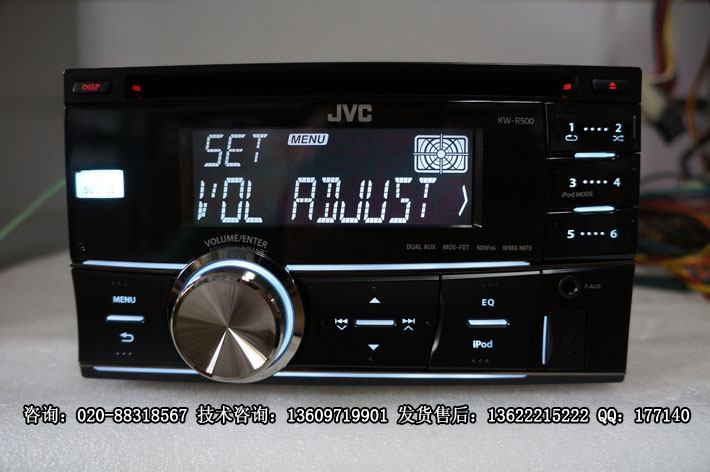 DISP
JVC
KW-R500
SET MENU
VOL ADJUST
1 2
3 4
iPod MODE
5 6
VOLUME/ENTER
DUAL AUX MOS-FET 50Wx4 WMA MP3
MENU
EQ
iPod
F-AUX
咨询: 020-88318567 技术咨询: 13609719901 发货售后: 13622215222 QQ: 177140